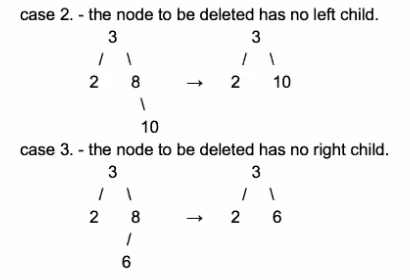 case 2. - the node to be deleted has no left child.
3 3
/ \ / \
2 8 → 2 10
\
10
case 3. - the node to be deleted has no right child.
3 3
/ \ / \
2 8 → 2 6
/
6